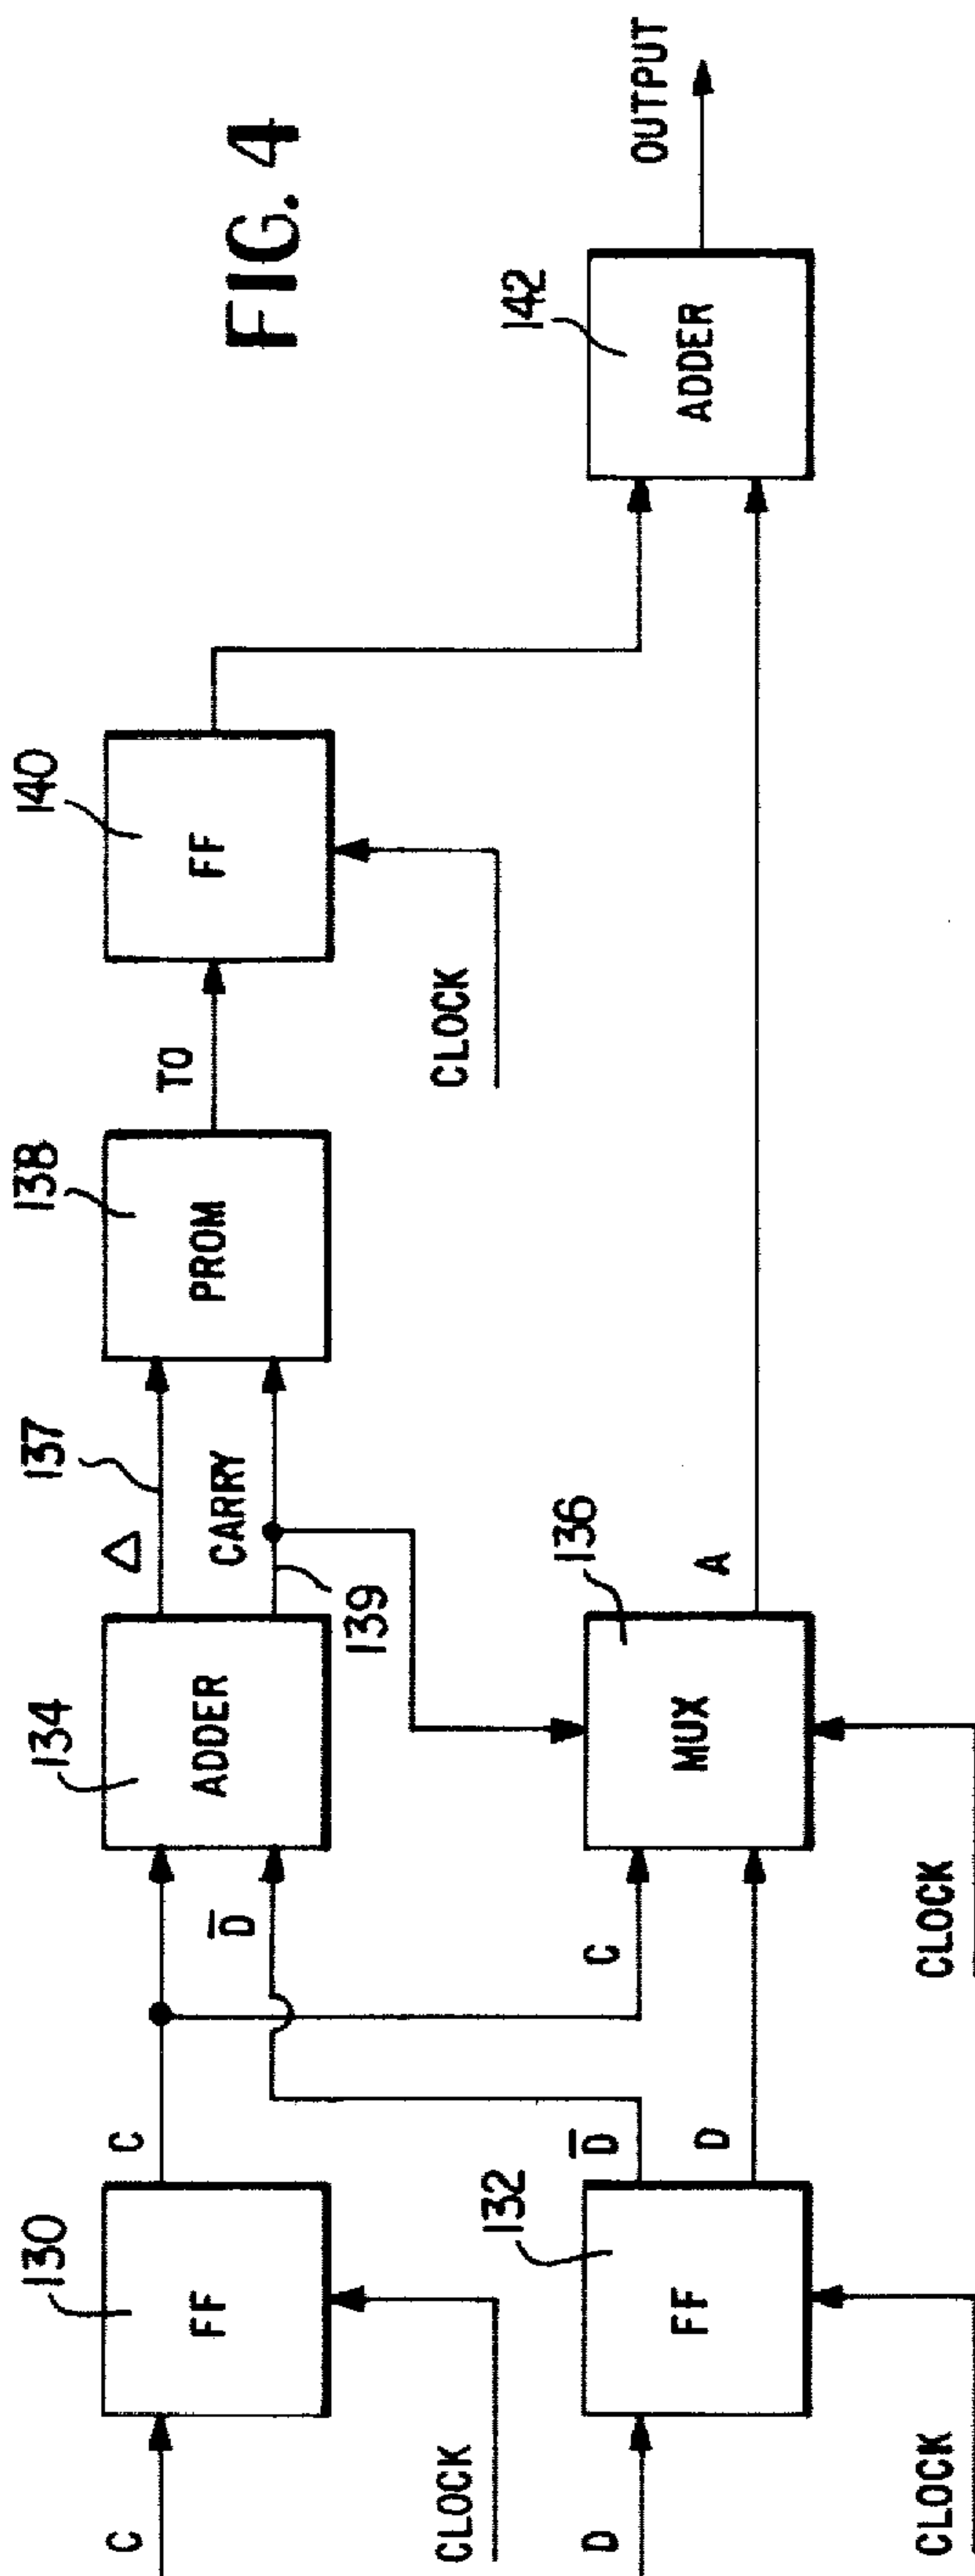 FIG. 4
C
CLOCK
130
FF
C
134
ADDER
D̅
Δ
137
CARRY
139
138
PROM
TO
140
FF
CLOCK
D
CLOCK
132
FF
D̅
D
C
136
MUX
CLOCK
A
142
ADDER
OUTPUT